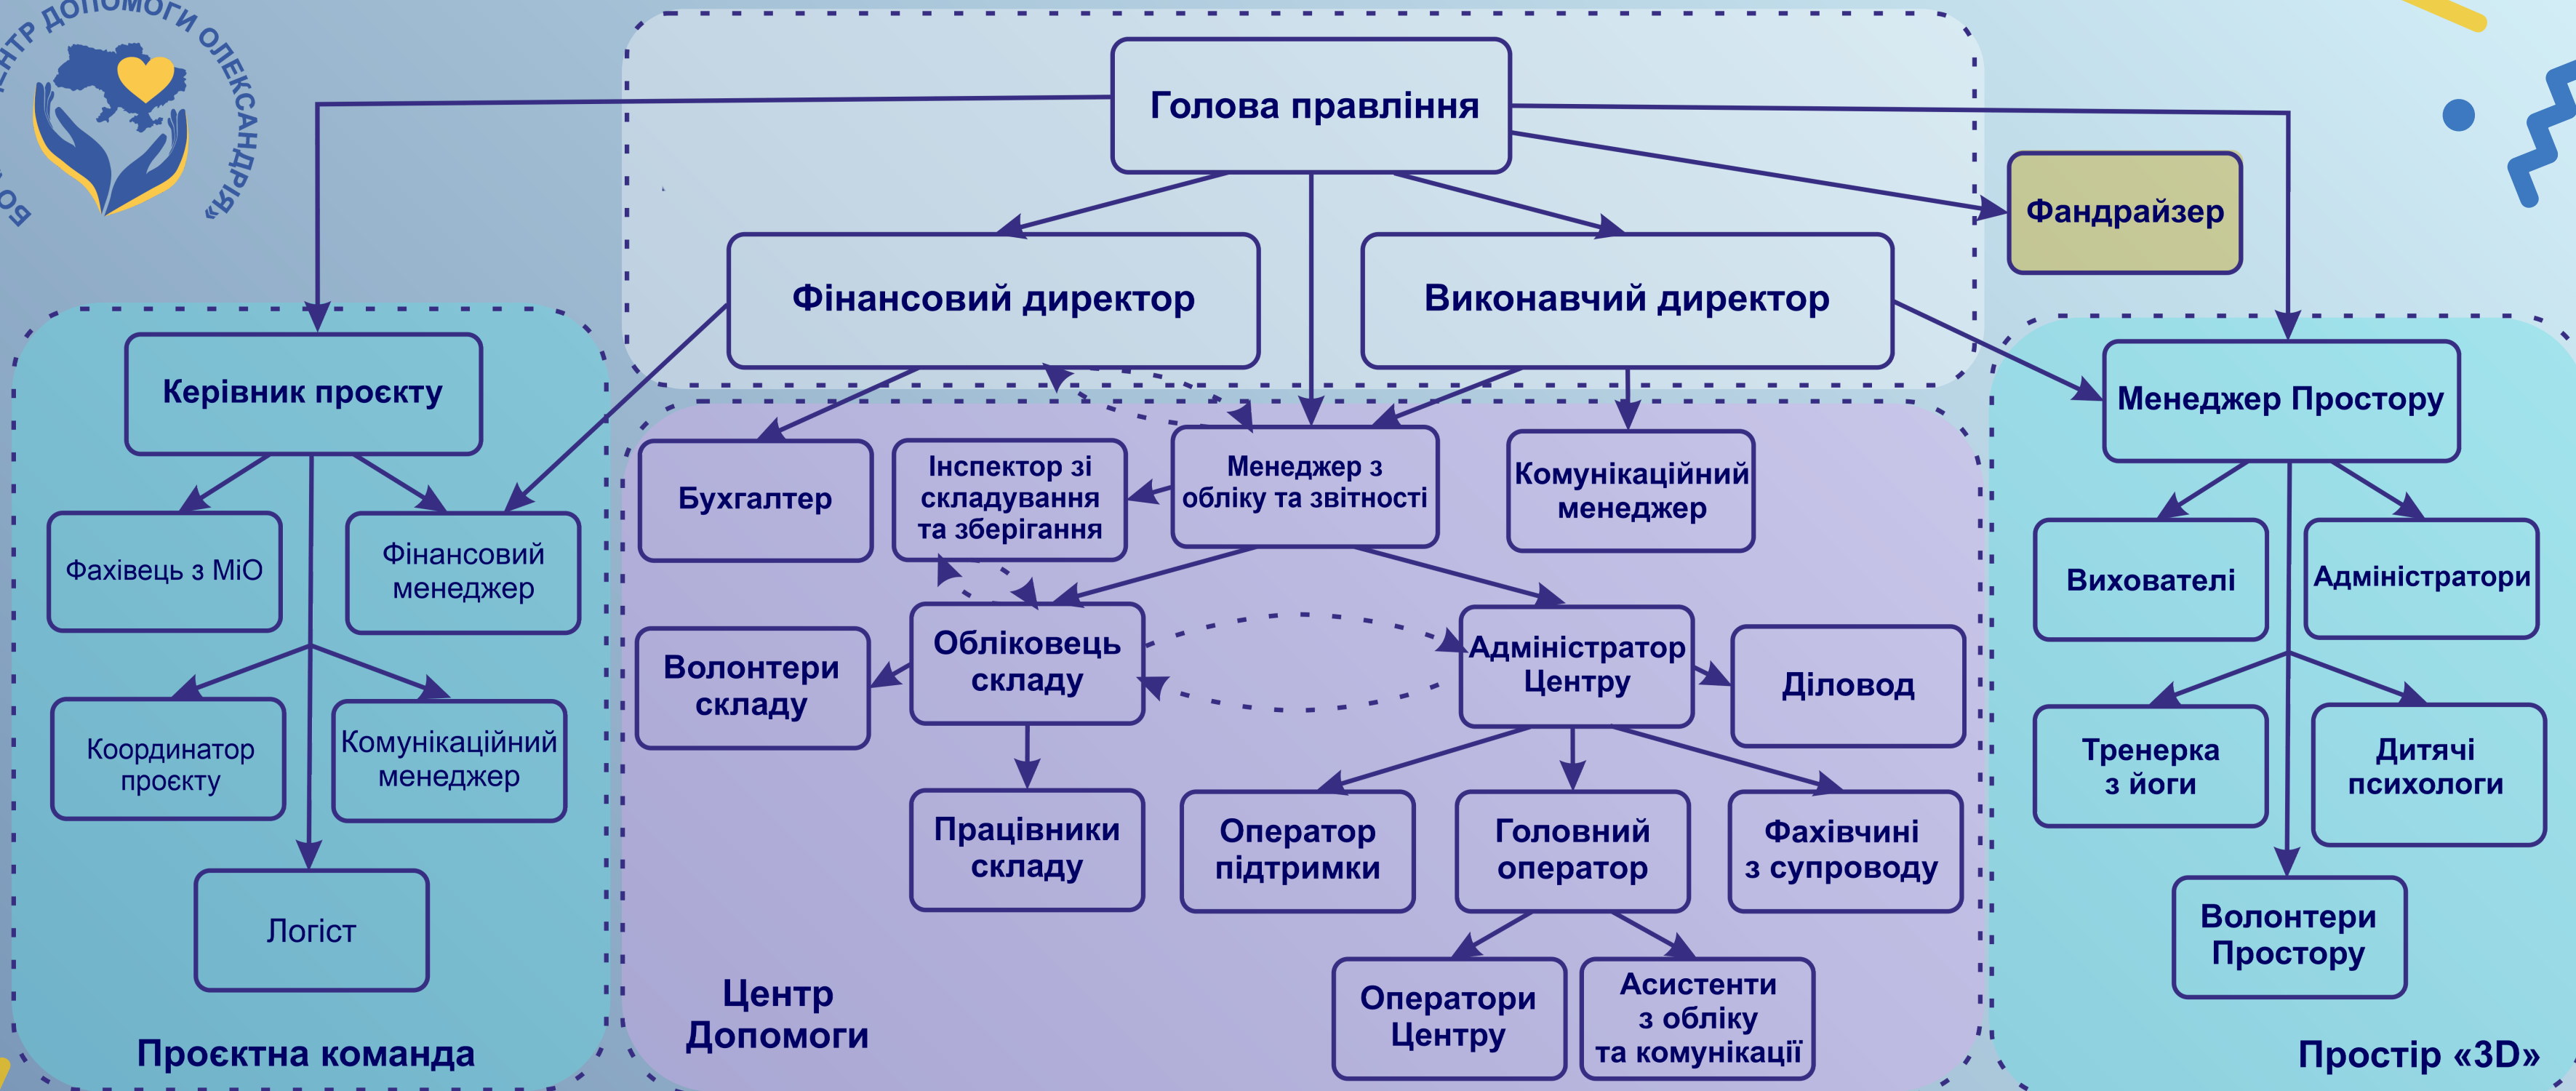 ЦЕНТР ДОПОМОГИ ОЛЕКСАНДРІЯ»
Голова правління
Фандрайзер
Фінансовий директор
Виконавчий директор
Керівник проєкту
Фахівець з МіО
Фінансовий
менеджер
Координатор
проєкту
Комунікаційний
менеджер
Логіст
Проєктна команда
Бухгалтер
Інспектор зі
складування
та зберігання
Менеджер з
обліку та звітності
Комунікаційний
менеджер
Волонтери
складу
Обліковець
складу
Адміністратор
Центру
Діловод
Працівники
складу
Оператор
підтримки
Головний
оператор
Фахівчині
з супроводу
Оператори
Центру
Асистенти
з обліку
та комунікації
Центр
Допомоги
Менеджер Простору
Вихователі
Адміністратори
Тренерка
з йоги
Дитячі
психологи
Волонтери
Простору
Простір «3D»